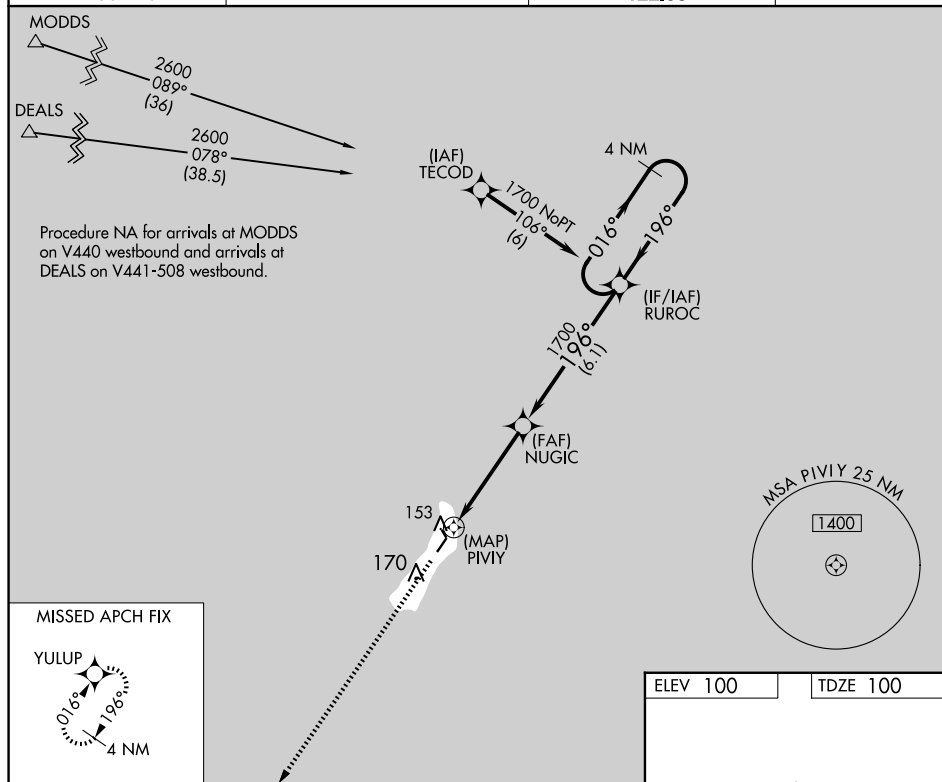 MODDS
2600
089°
(36)
DEALS
2600
078°
(38.5)
Procedure NA for arrivals at MODDS
on V440 westbound and arrivals at
DEALS on V441-508 westbound.
(IAF)
TECOD
1700 NoPT
106°
(6)
4 NM
016°
196°
(IF/IAF)
RUROC
1700
196°
(6.1)
(FAF)
NUGIC
153
(MAP)
PIVIY
170
MSA PIVIY 25 NM
1400
MISSED APCH FIX
YULUP
016°
196°
4 NM
ELEV 100
TDZE 100